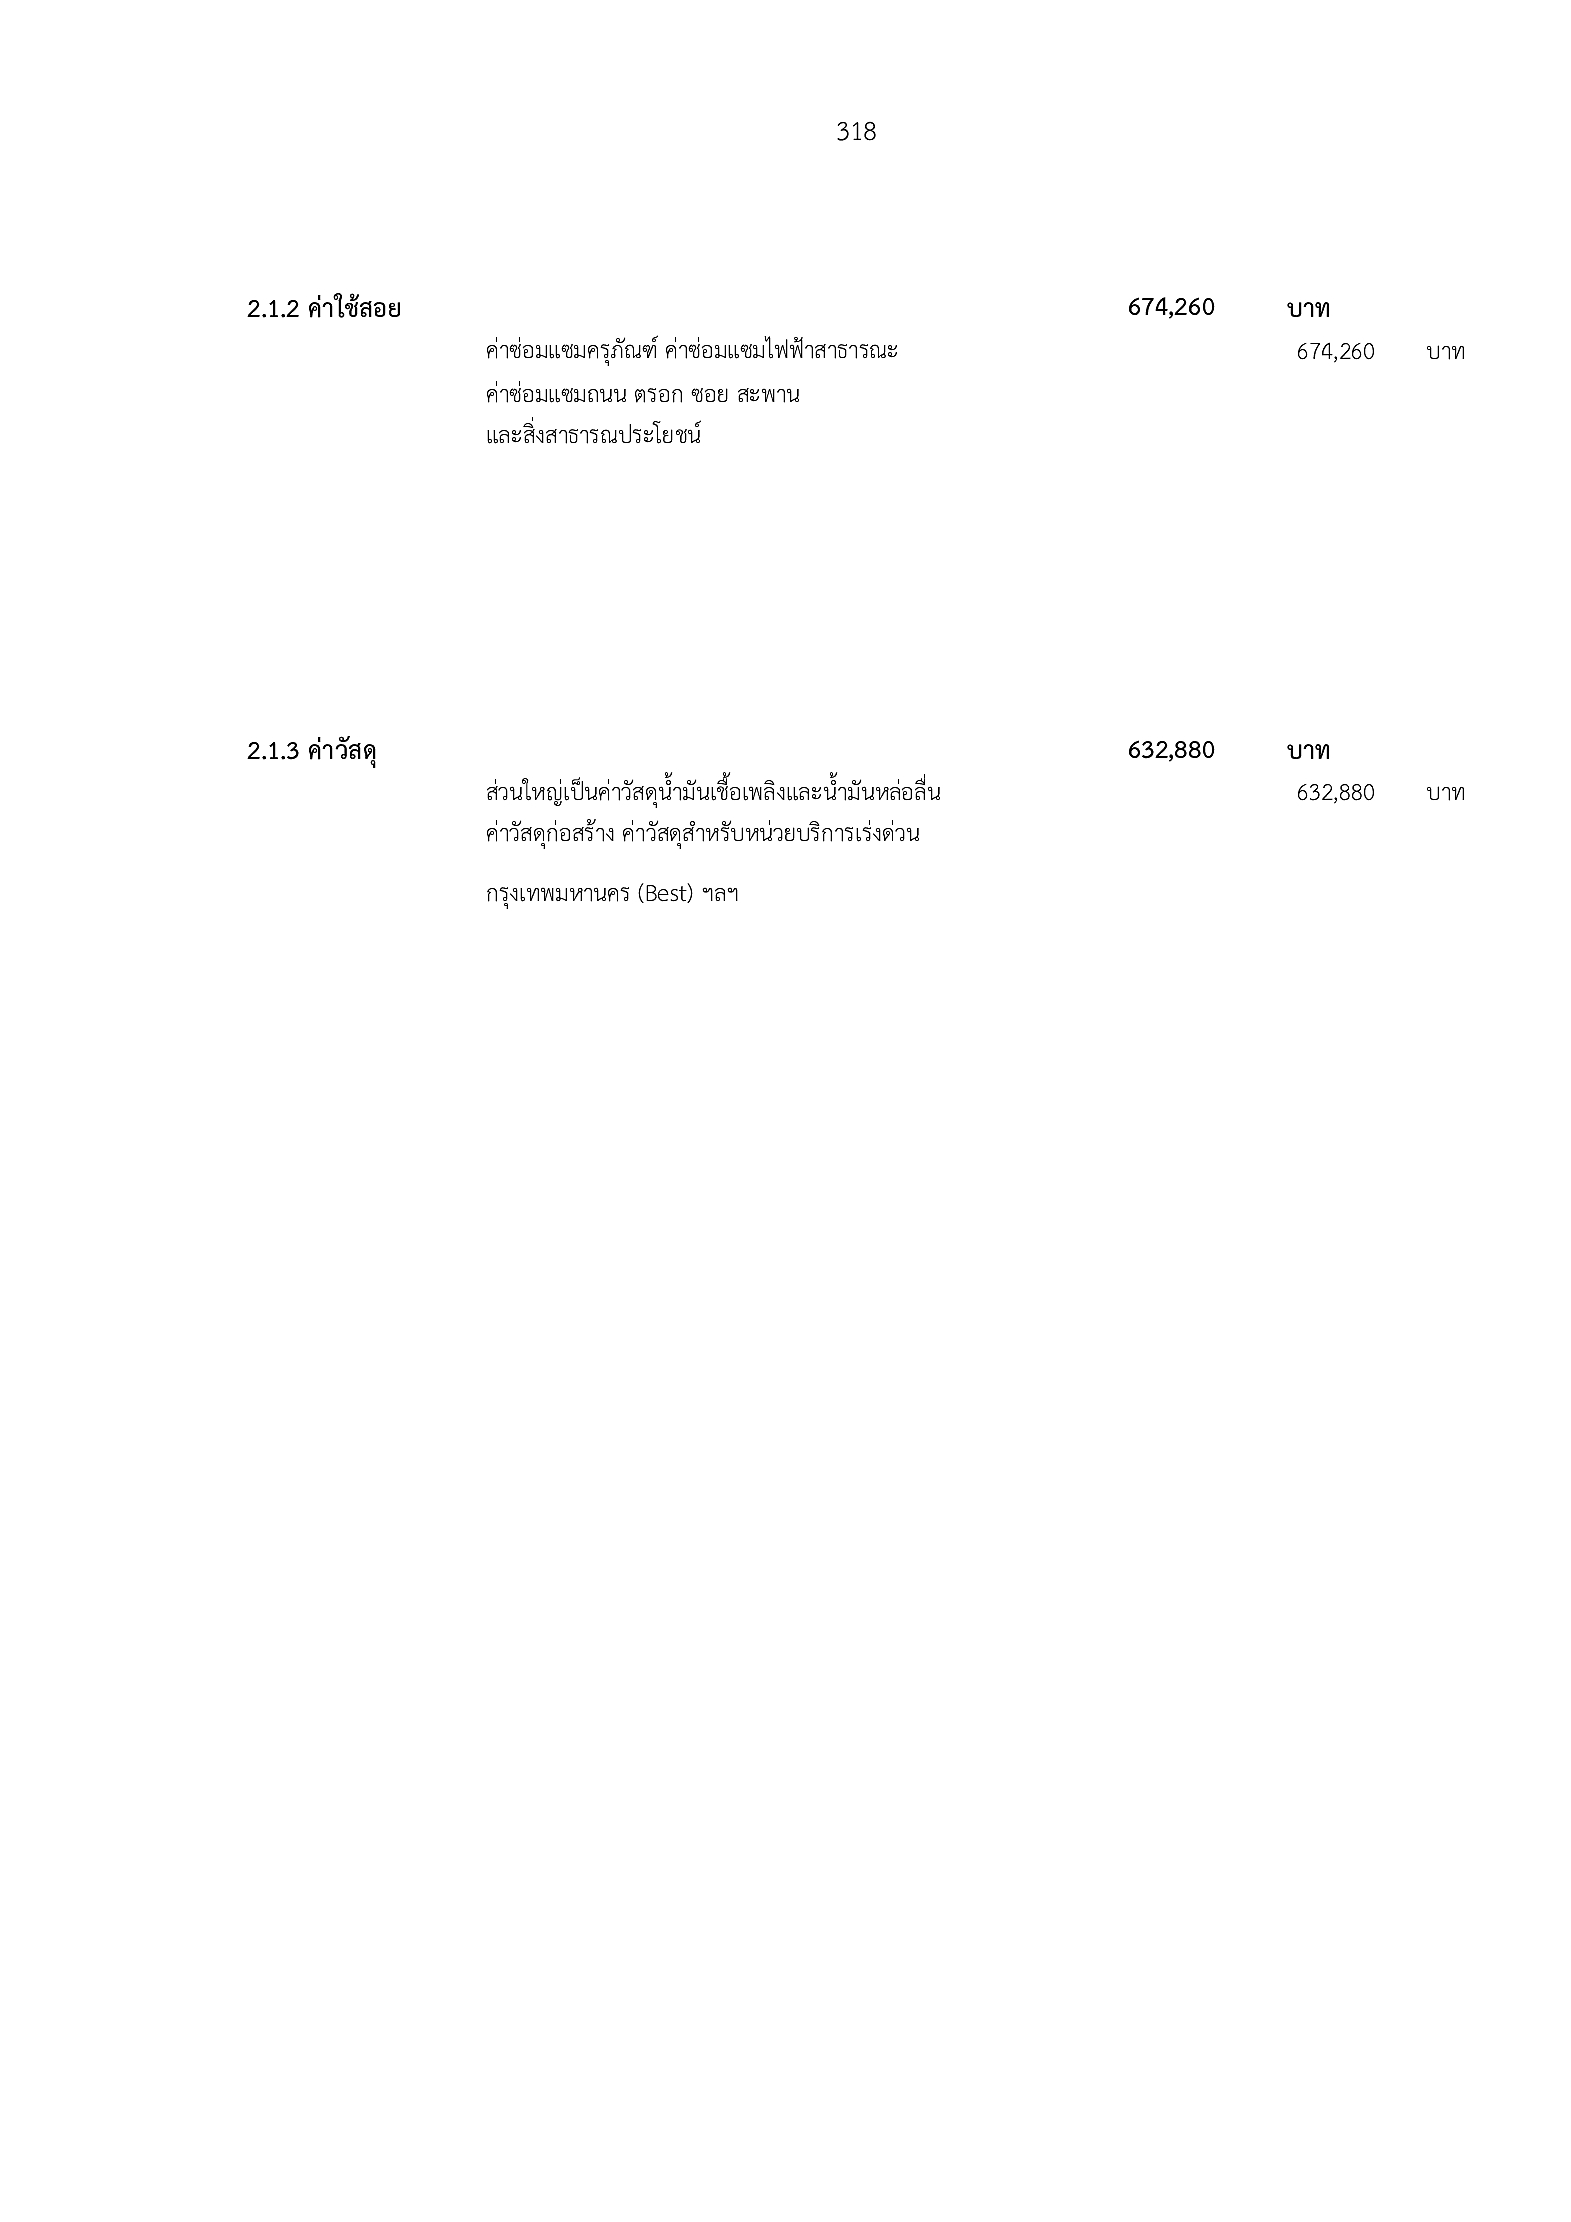 318
2.1.2 ค่าใช้สอย 674,260 บาท
ค่าซ่อมแซมครุภัณฑ์ ค่าซ่อมแซมไฟฟ้าสาธารณะ 674,260 บาท
ค่าซ่อมแซมถนน ตรอก ซอย สะพาน
และสิ่งสาธารณประโยชน์
2.1.3 ค่าวัสดุ 632,880 บาท
ส่วนใหญ่เป็นค่าวัสดุน้ำมันเชื้อเพลิงและน้ำมันหล่อลื่น 632,880 บาท
ค่าวัสดุก่อสร้าง ค่าวัสดุสำหรับหน่วยบริการเร่งด่วน
กรุงเทพมหานคร (Best) ฯลฯ